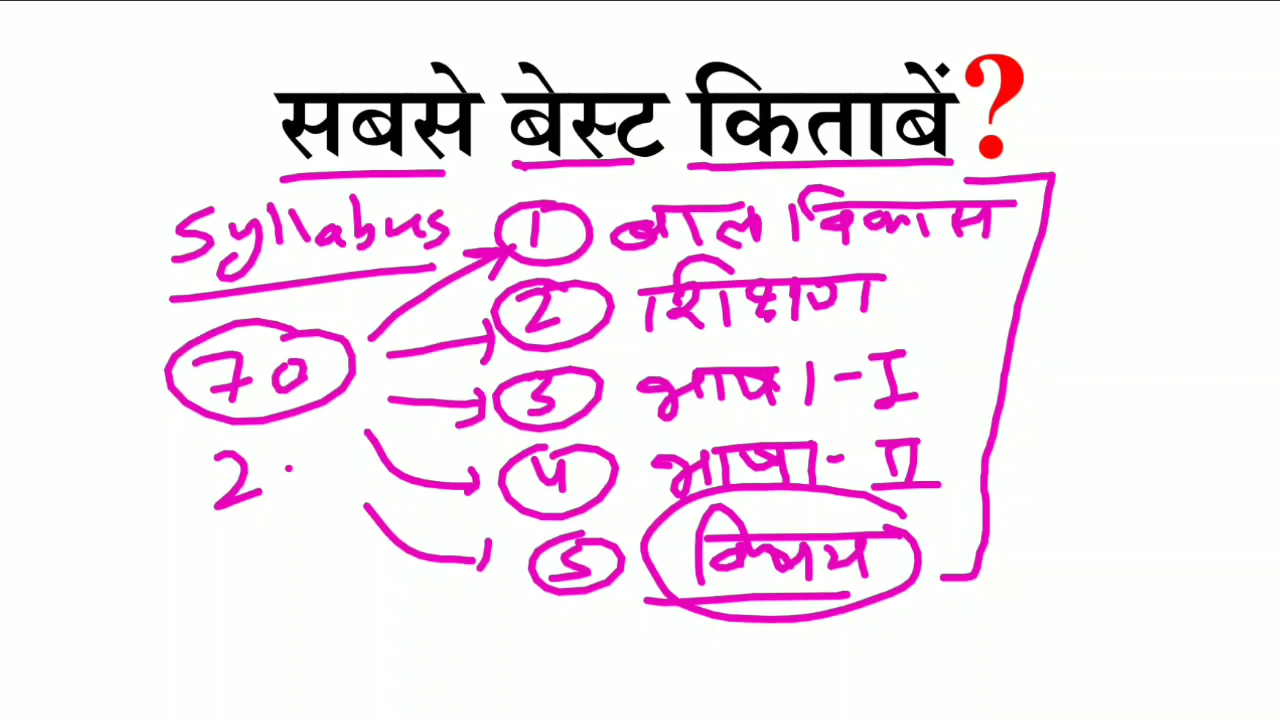 सबसे बेस्ट किताबें?
Syllabus
1 बाल विकास
2 शिक्षण
70
3 भाषा-I
2.
4 भाषा-II
5 विषय